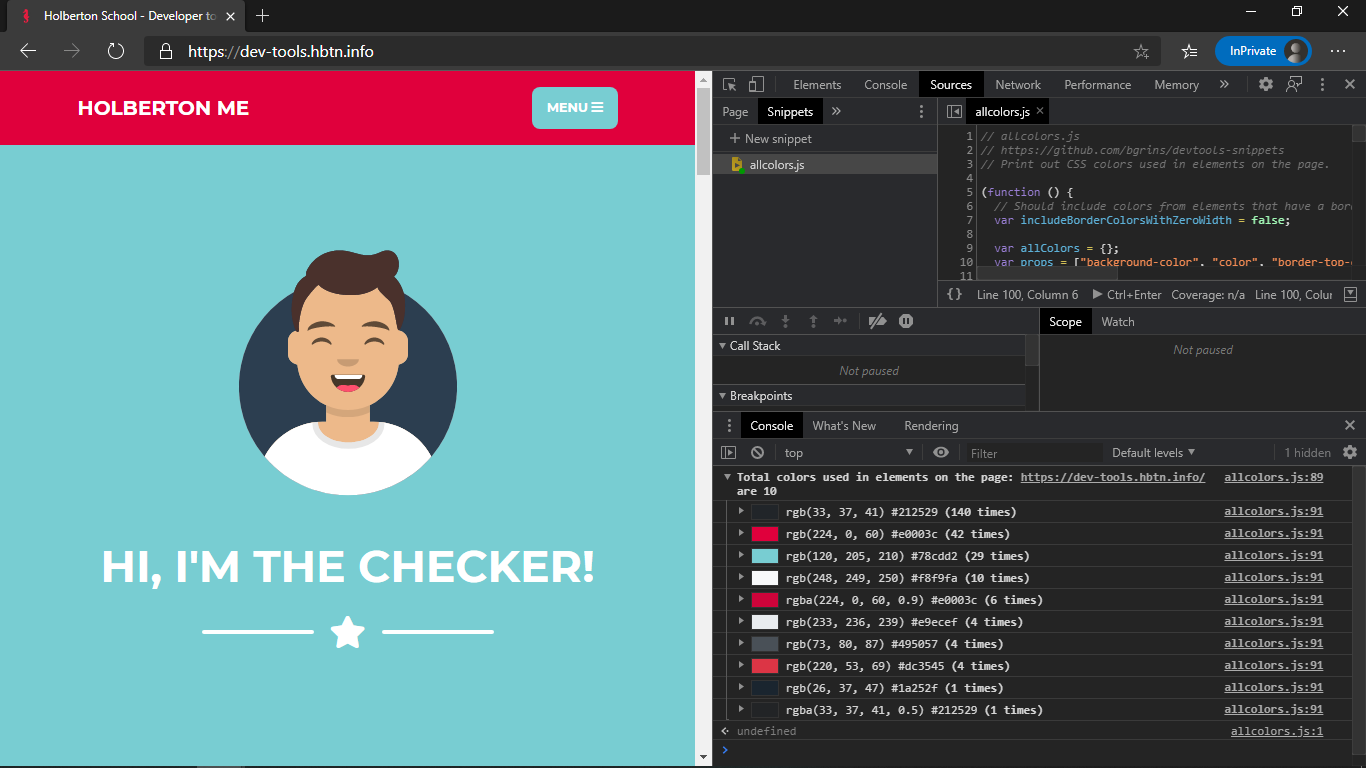 Holberton School - Developer to
https://dev-tools.hbtn.info
InPrivate
HOLBERTON ME
MENU
HI, I'M THE CHECKER!
Elements Console Sources Network Performance Memory
Page Snippets
New snippet
allcolors.js
allcolors.js
1 // allcolors.js
2 // https://github.com/bgrins/devtools-snippets
3 // Print out CSS colors used in elements on the page.
4
5 (function () {
6 // Should include colors from elements that have a bor
7 var includeBorderColorsWithZeroWidth = false;
8
9 var allColors = {};
10 var props = ["background-color", "color", "border-top-c
11
{} Line 100, Column 6 Ctrl+Enter Coverage: n/a Line 100, Colur
Call Stack
Not paused
Breakpoints
Scope Watch
Not paused
Console What's New Rendering
top Filter Default levels 1 hidden
Total colors used in elements on the page: https://dev-tools.hbtn.info/ allcolors.js:89
are 10
rgb(33, 37, 41) #212529 (140 times) allcolors.js:91
rgb(224, 0, 60) #e0003c (42 times) allcolors.js:91
rgb(120, 205, 210) #78cdd2 (29 times) allcolors.js:91
rgb(248, 249, 250) #f8f9fa (10 times) allcolors.js:91
rgba(224, 0, 60, 0.9) #e0003c (6 times) allcolors.js:91
rgb(233, 236, 239) #e9ecef (4 times) allcolors.js:91
rgb(73, 80, 87) #495057 (4 times) allcolors.js:91
rgb(220, 53, 69) #dc3545 (4 times) allcolors.js:91
rgb(26, 37, 47) #1a252f (1 times) allcolors.js:91
rgba(33, 37, 41, 0.5) #212529 (1 times) allcolors.js:91
undefined allcolors.js:1